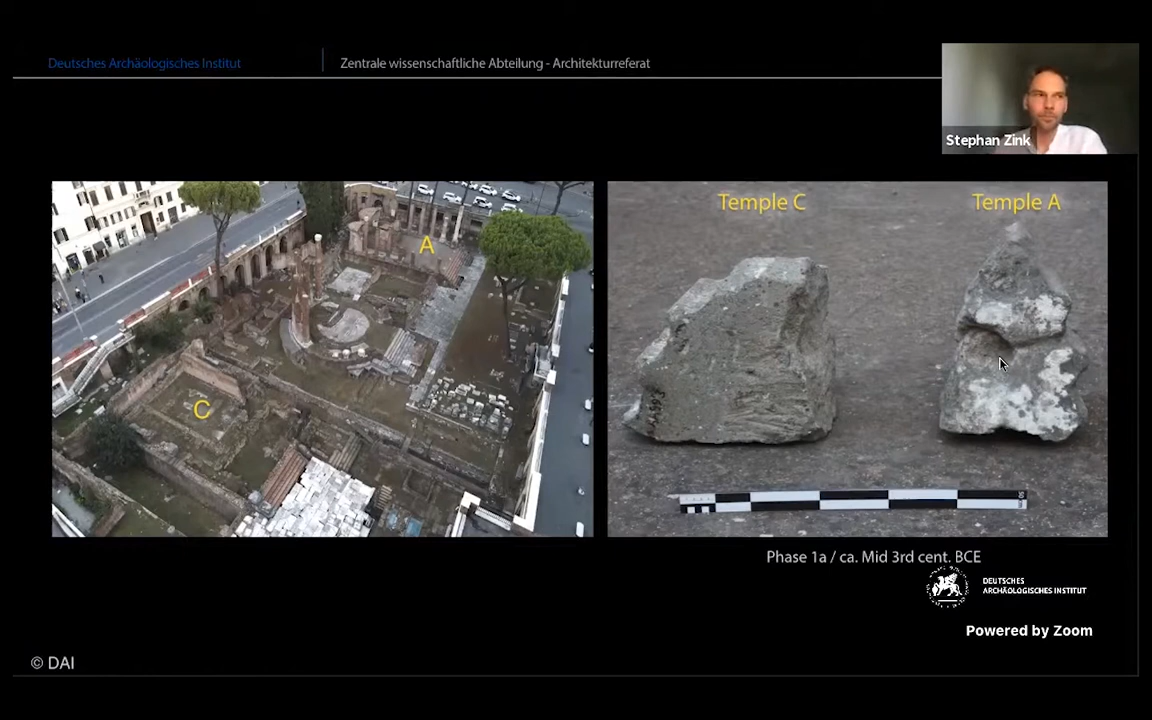 Deutsches Archäologisches Institut
Zentrale wissenschaftliche Abteilung - Architekturreferat
Stephan Zink
A
C
Temple C
Temple A
Phase 1a / ca. Mid 3rd cent. BCE
DEUTSCHES
ARCHÄOLOGISCHES INSTITUT
Powered by Zoom
© DAI